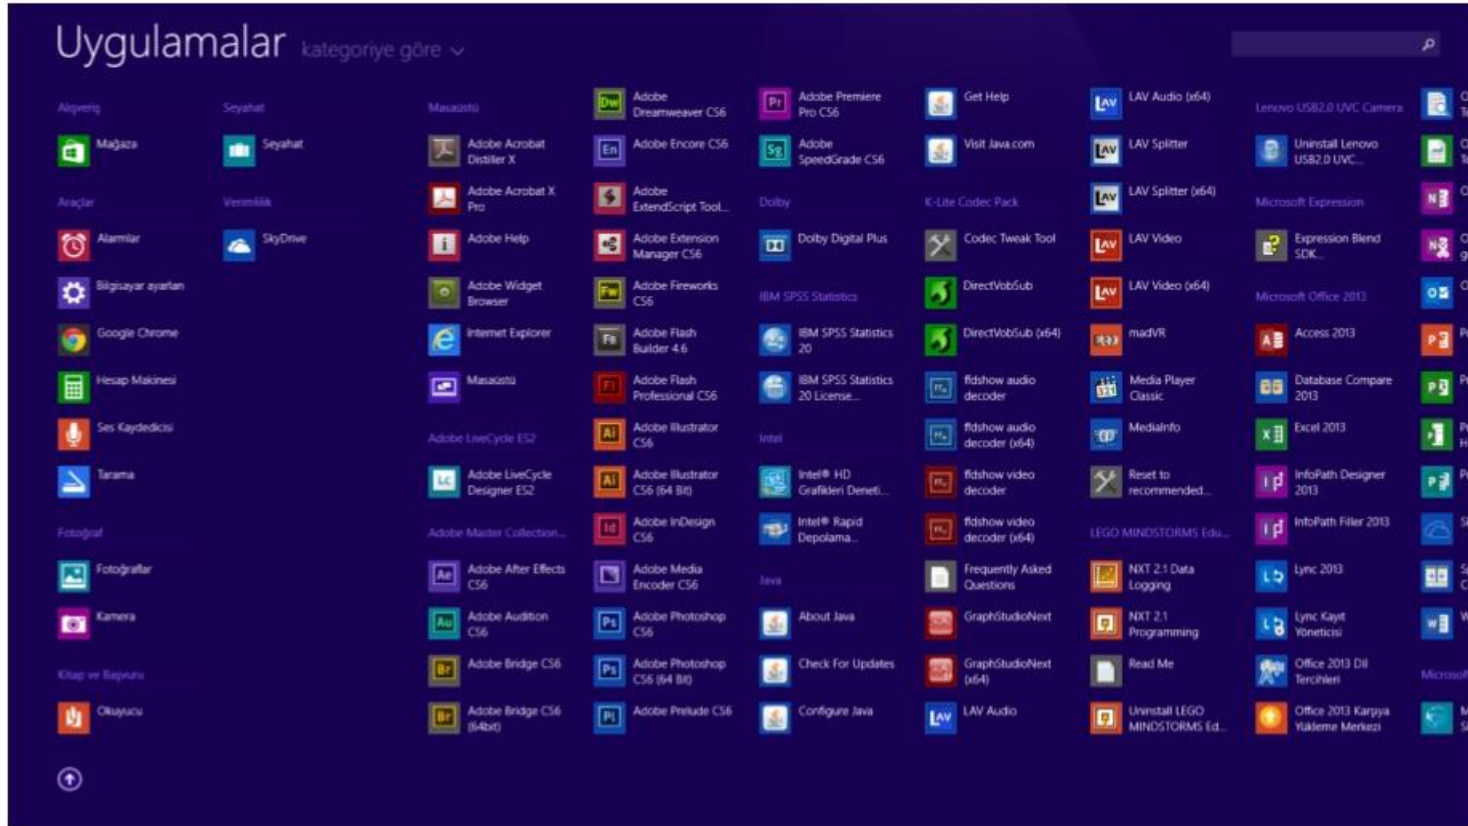 Uygulamalar kategoriye göre
Alışveriş
Mağaza
Araçlar
Alarmlar
Bilgisayar ayarları
Google Chrome
Hesap Makinesi
Ses Kaydedicisi
Tarama
Fotoğraf
Fotoğraflar
Kamera
Kitap ve Başvuru
Okuyucu
Seyahat
Seyahat
Verimlilik
SkyDrive
Masaüstü
Adobe Acrobat
Distiller X
Adobe Acrobat X
Pro
Adobe Help
Adobe Widget
Browser
Internet Explorer
Masaüstü
Adobe LiveCycle ES2
Adobe LiveCycle
Designer ES2
Adobe Master Collection...
Adobe After Effects
CS6
Adobe Audition
CS6
Adobe Bridge CS6
Adobe Bridge CS6
(64bit)
Adobe
Dreamweaver CS6
Adobe Encore CS6
Adobe
ExtendScript Tool...
Adobe Extension
Manager CS6
Adobe Fireworks
CS6
Adobe Flash
Builder 4.6
Adobe Flash
Professional CS6
Adobe Illustrator
CS6
Adobe Illustrator
CS6 (64 Bit)
Adobe InDesign
CS6
Adobe Media
Encoder CS6
Adobe Photoshop
CS6
Adobe Photoshop
CS6 (64 Bit)
Adobe Prelude CS6
Adobe Premiere
Pro CS6
Adobe
SpeedGrade CS6
Dolby
Dolby Digital Plus
IBM SPSS Statistics
IBM SPSS Statistics
20
IBM SPSS Statistics
20 License...
Intel
Intel® HD
Grafikleri Deneti...
Intel® Rapid
Depolama...
Java
About Java
Check For Updates
Configure Java
Get Help
Visit Java.com
K-Lite Codec Pack
Codec Tweak Tool
DirectVobSub
DirectVobSub (x64)
ffdshow audio
decoder
ffdshow audio
decoder (x64)
ffdshow video
decoder
ffdshow video
decoder (x64)
Frequently Asked
Questions
GraphStudioNext
GraphStudioNext
(x64)
LAV Audio
LAV Audio (x64)
LAV Splitter
LAV Splitter (x64)
LAV Video
LAV Video (x64)
madVR
Media Player
Classic
MediaInfo
Reset to
recommended...
LEGO MINDSTORMS Edu...
NXT 2.1 Data
Logging
NXT 2.1
Programming
Read Me
Uninstall LEGO
MINDSTORMS Ed...
Lenovo USB2.0 UVC Camera
Uninstall Lenovo
USB2.0 UVC...
Microsoft Expression
Expression Blend
SDK...
Microsoft Office 2013
Access 2013
Database Compare
2013
Excel 2013
InfoPath Designer
2013
InfoPath Filler 2013
Lync 2013
Lync Kayıt
Yöneticisi
Office 2013 Dil
Tercihleri
Office 2013 Karşıya
Yükleme Merkezi